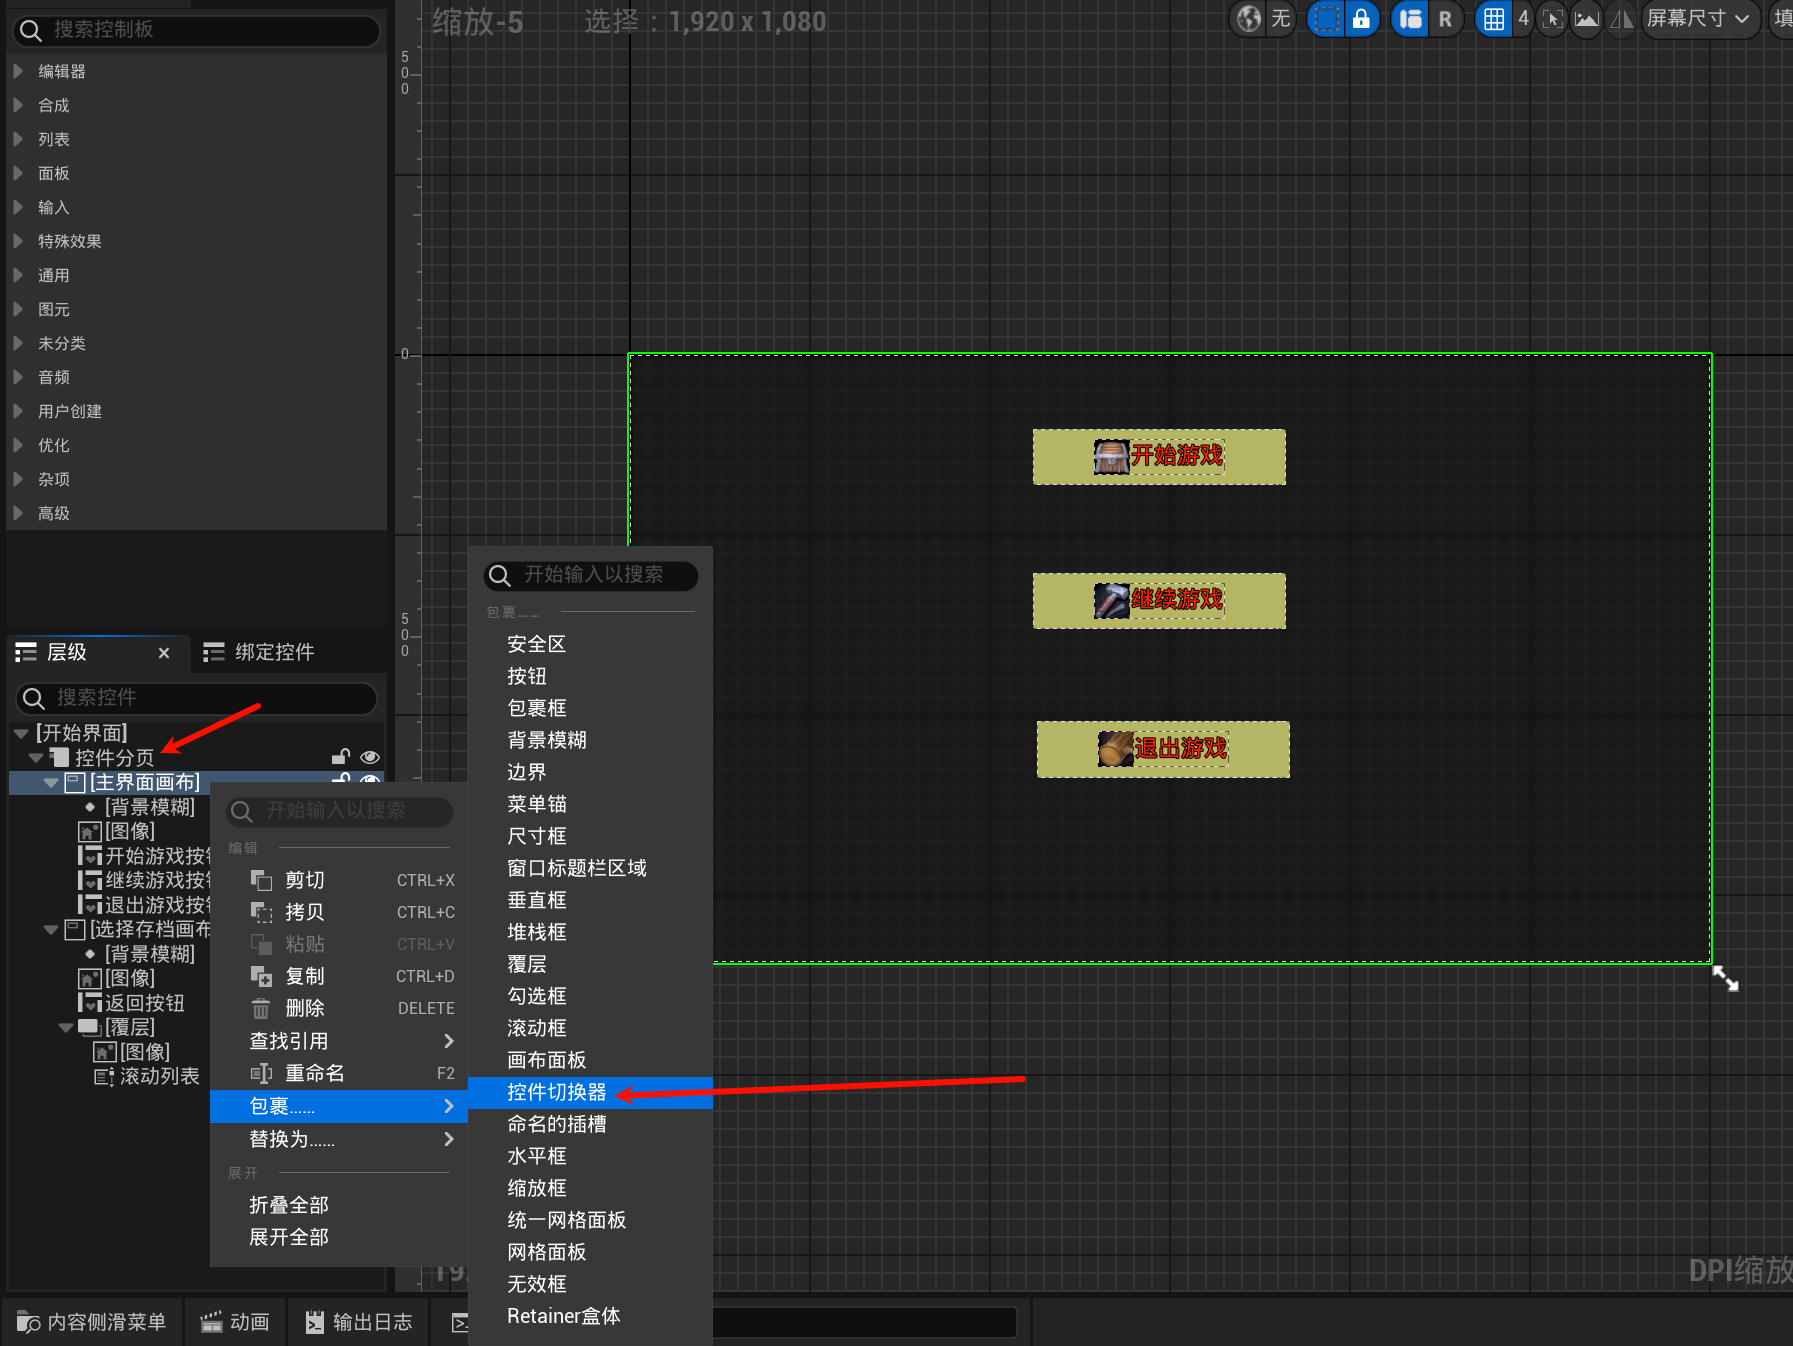 搜索控制板
编辑器
合成
列表
面板
输入
特殊效果
通用
图元
未分类
音频
用户创建
优化
杂项
高级
缩放-5
选择：1,920 x 1,080
无
R
4
屏幕尺寸
填
500
0
500
开始游戏
继续游戏
退出游戏
层级
绑定控件
搜索控件
[开始界面]
控件分页
[主界面画布]
[背景模糊]
[图像]
开始游戏按
继续游戏按
退出游戏按
[选择存档画布
[背景模糊]
[图像]
返回按钮
[覆层]
[图像]
滚动列表
开始输入以搜索
编辑
剪切 CTRL+X
拷贝 CTRL+C
粘贴 CTRL+V
复制 CTRL+D
删除 DELETE
查找引用
重命名 F2
包裹……
替换为……
展开
折叠全部
展开全部
开始输入以搜索
包裹……
安全区
按钮
包裹框
背景模糊
边界
菜单锚
尺寸框
窗口标题栏区域
垂直框
堆栈框
覆层
勾选框
滚动框
画布面板
控件切换器
命名的插槽
水平框
缩放框
统一网格面板
网格面板
无效框
Retainer盒体
DPI缩放
内容侧滑菜单
动画
输出日志